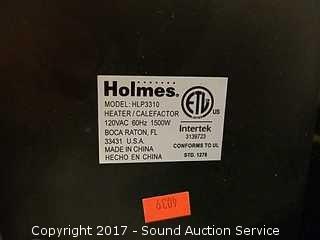 Holmes®
MODEL: HLP3310
HEATER / CALEFACTOR
120VAC 60Hz 1500W
BOCA RATON, FL
33431 U.S.A.
MADE IN CHINA
HECHO EN CHINA
ETL
US
Intertek
3139723
CONFORMS TO UL
STD. 1278
4039
Copyright 2017 - Sound Auction Service